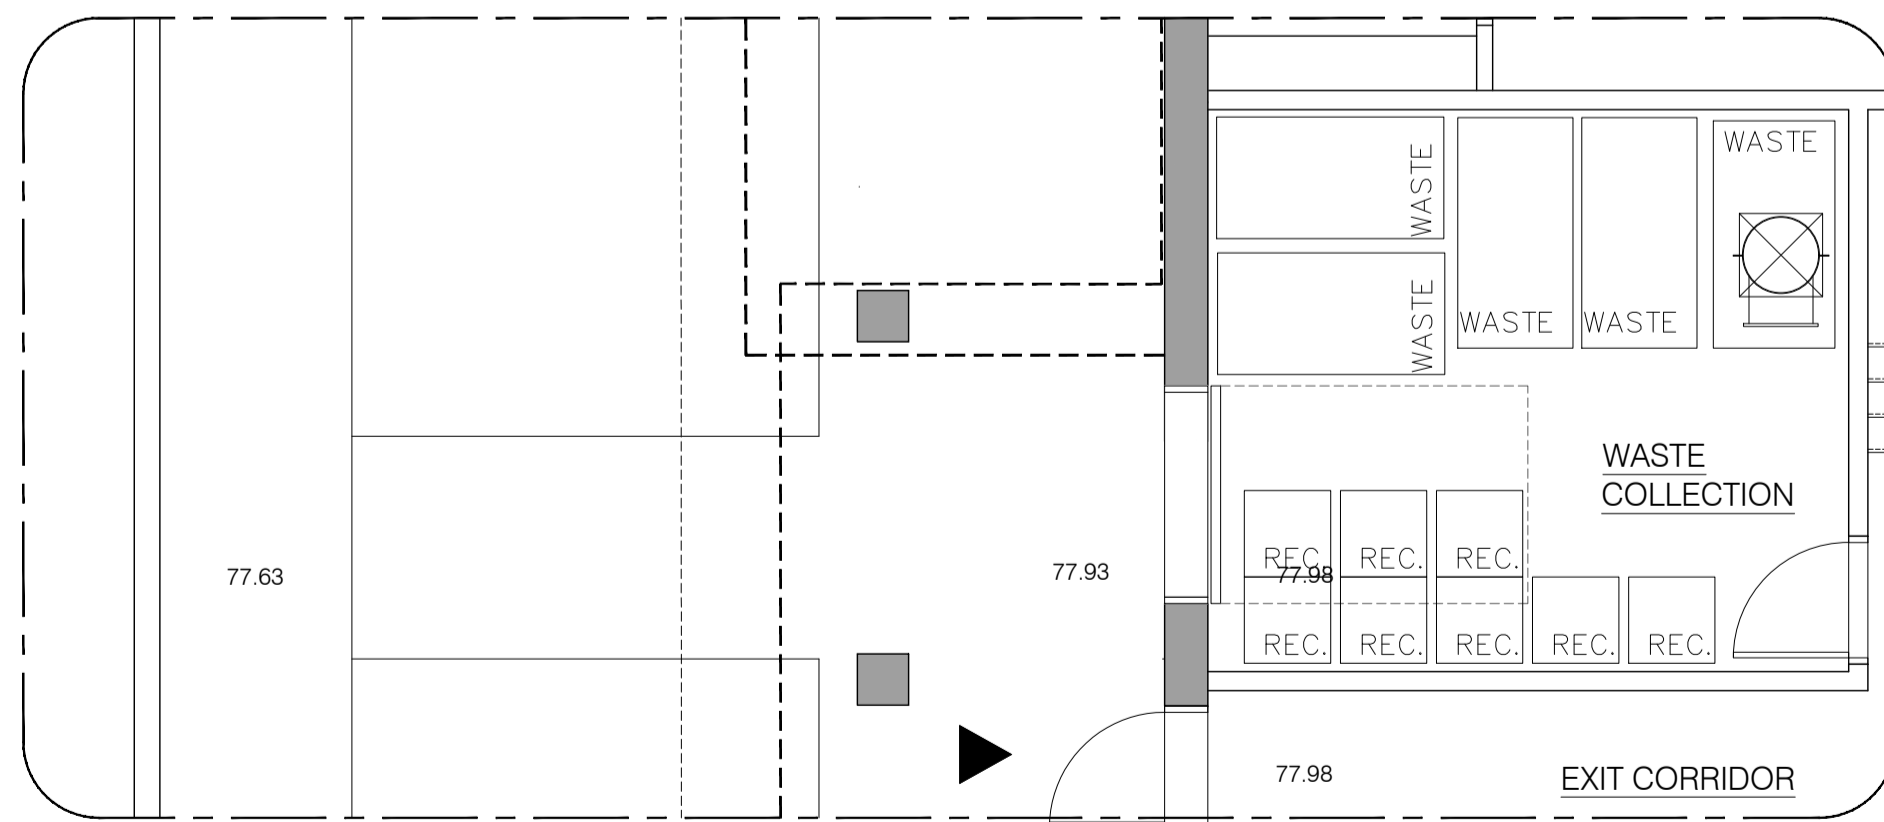 WASTE
WASTE
WASTE
WASTE
WASTE
WASTE
COLLECTION
REC.
REC.
REC.
77.63
77.93
77.98
REC.
REC.
REC.
REC.
REC.
77.98
EXIT CORRIDOR